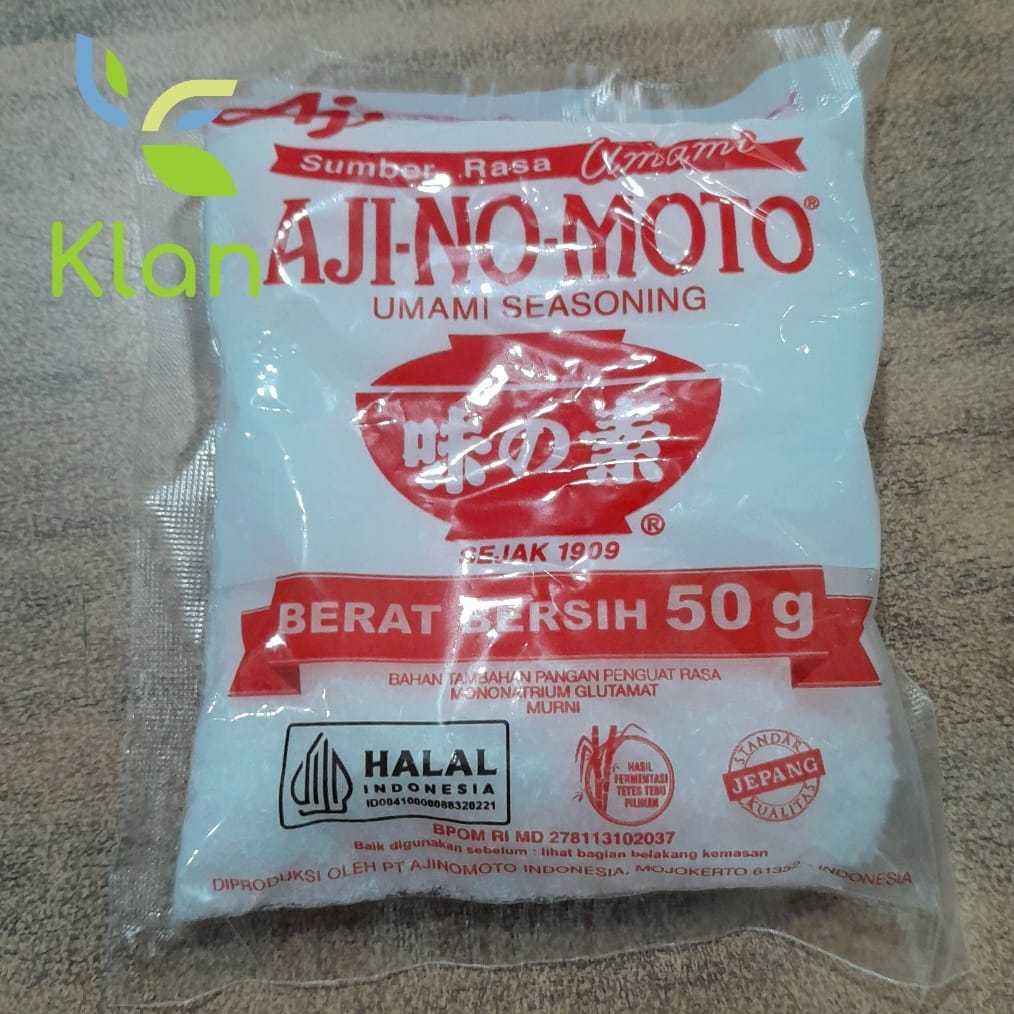 Klan
Aj
Sumber Rasa Umami
AJI-NO-MOTO®
UMAMI SEASONING
味の素®
SEJAK 1909
BERAT BERSIH 50 g
BAHAN TAMBAHAN PANGAN PENGUAT RASA
MONONATRIUM GLUTAMAT
MURNI
HALAL
INDONESIA
ID00410000088320221
HASIL
FERMENTASI
TETES TEBU
PILIHAN
STANDAR
JEPANG
KUALITAS
BPOM RI MD 278113102037
Baik digunakan sebelum : lihat bagian belakang kemasan
DIPRODUKSI OLEH PT AJINOMOTO INDONESIA, MOJOKERTO - INDONESIA